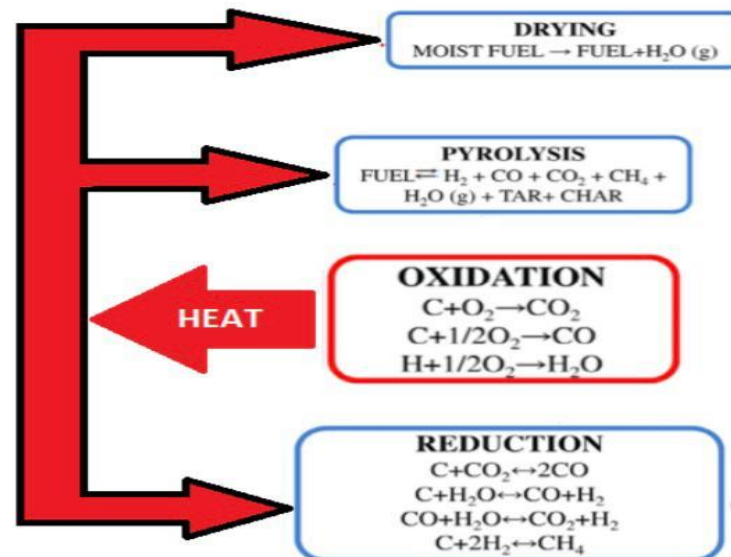 DRYING
MOIST FUEL → FUEL+H₂O (g)
PYROLYSIS
FUEL⇌ H₂ + CO + CO₂ + CH₄ +
H₂O (g) + TAR+ CHAR
OXIDATION
C+O₂→CO₂
C+1/2O₂→CO
H+1/2O₂→H₂O
HEAT
REDUCTION
C+CO₂↔2CO
C+H₂O↔CO+H₂
CO+H₂O↔CO₂+H₂
C+2H₂↔CH₄